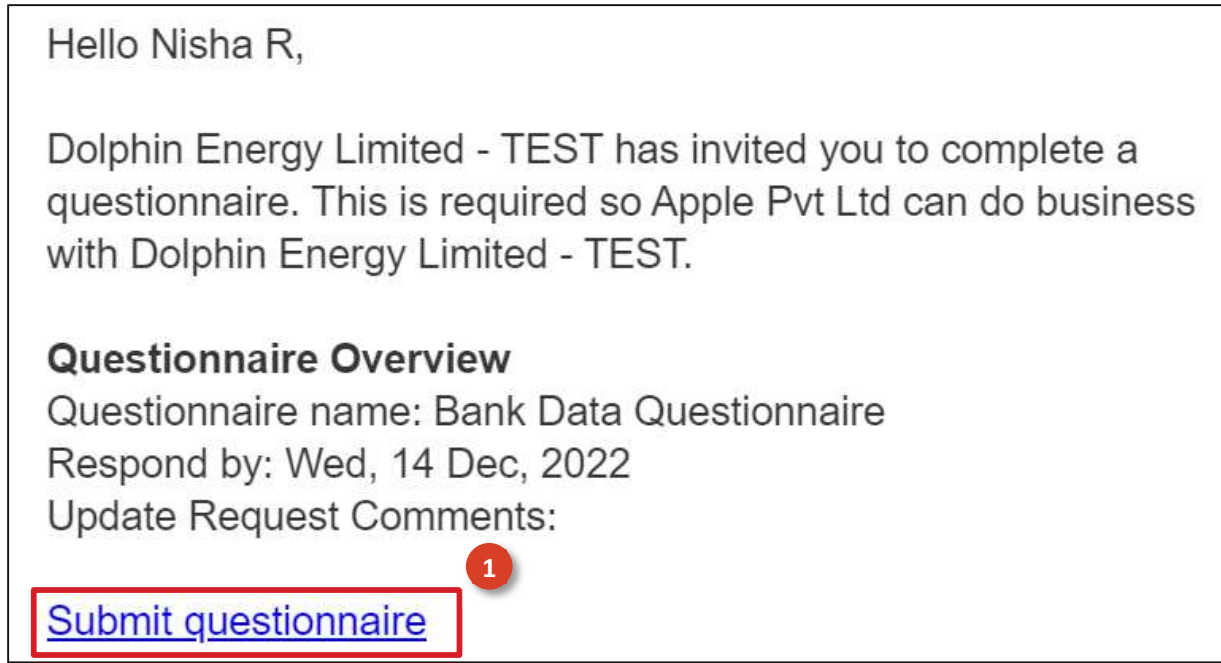 Hello Nisha R,
Dolphin Energy Limited - TEST has invited you to complete a
questionnaire. This is required so Apple Pvt Ltd can do business
with Dolphin Energy Limited - TEST.
Questionnaire Overview
Questionnaire name: Bank Data Questionnaire
Respond by: Wed, 14 Dec, 2022
Update Request Comments:
1
Submit questionnaire